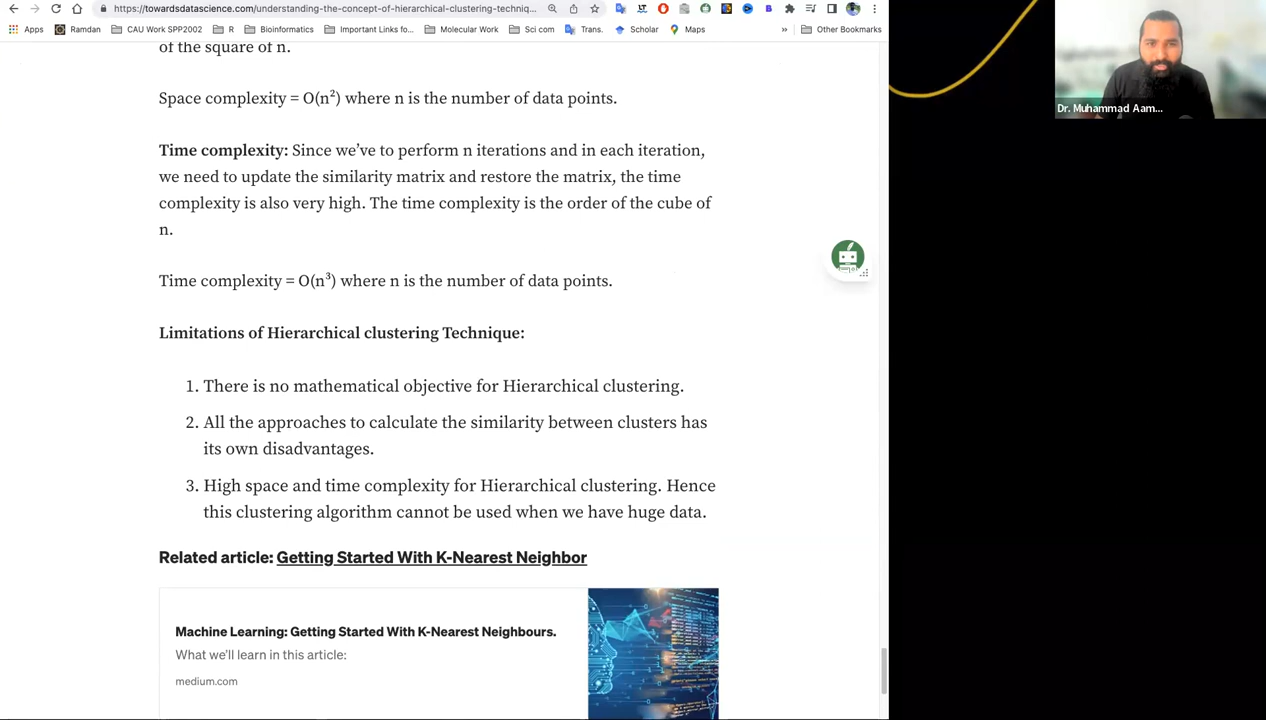 https://towardsdatascience.com/understanding-the-concept-of-hierarchical-clustering-techniq...
Apps
Ramdan
CAU Work SPP2002
R
Bioinformatics
Important Links fo...
Molecular Work
Sci com
Trans.
Scholar
Maps
»
Other Bookmarks
of the square of n.
Space complexity = O(n²) where n is the number of data points.
Time complexity: Since we’ve to perform n iterations and in each iteration,
we need to update the similarity matrix and restore the matrix, the time
complexity is also very high. The time complexity is the order of the cube of
n.
Time complexity = O(n³) where n is the number of data points.
Limitations of Hierarchical clustering Technique:
1. There is no mathematical objective for Hierarchical clustering.
2. All the approaches to calculate the similarity between clusters has
its own disadvantages.
3. High space and time complexity for Hierarchical clustering. Hence
this clustering algorithm cannot be used when we have huge data.
Related article: Getting Started With K-Nearest Neighbor
Machine Learning: Getting Started With K-Nearest Neighbours.
What we'll learn in this article:
medium.com
Dr. Muhammad Aam...